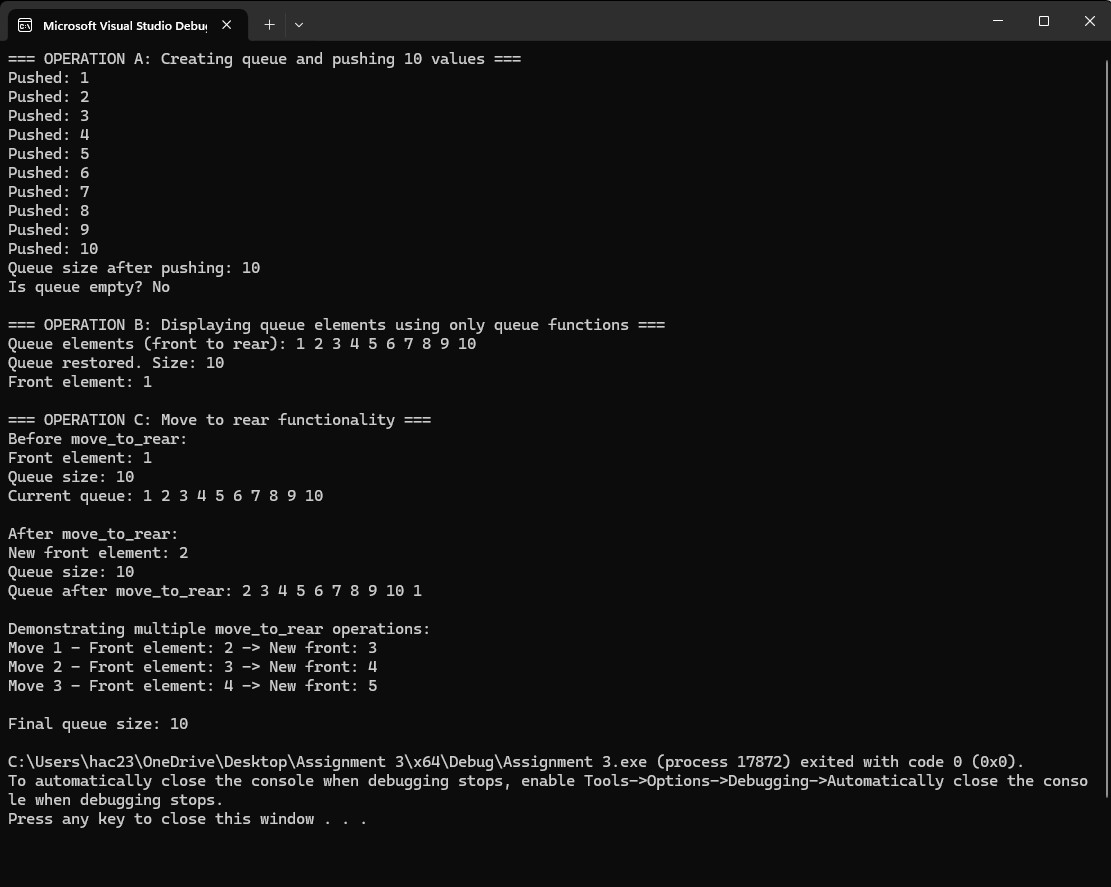 Microsoft Visual Studio Debu
=== OPERATION A: Creating queue and pushing 10 values ===
Pushed: 1
Pushed: 2
Pushed: 3
Pushed: 4
Pushed: 5
Pushed: 6
Pushed: 7
Pushed: 8
Pushed: 9
Pushed: 10
Queue size after pushing: 10
Is queue empty? No
=== OPERATION B: Displaying queue elements using only queue functions ===
Queue elements (front to rear): 1 2 3 4 5 6 7 8 9 10
Queue restored. Size: 10
Front element: 1
=== OPERATION C: Move to rear functionality ===
Before move_to_rear:
Front element: 1
Queue size: 10
Current queue: 1 2 3 4 5 6 7 8 9 10
After move_to_rear:
New front element: 2
Queue size: 10
Queue after move_to_rear: 2 3 4 5 6 7 8 9 10 1
Demonstrating multiple move_to_rear operations:
Move 1 - Front element: 2 -> New front: 3
Move 2 - Front element: 3 -> New front: 4
Move 3 - Front element: 4 -> New front: 5
Final queue size: 10
C:\Users\hac23\OneDrive\Desktop\Assignment 3\x64\Debug\Assignment 3.exe (process 17872) exited with code 0 (0x0).
To automatically close the console when debugging stops, enable Tools->Options->Debugging->Automatically close the conso
le when debugging stops.
Press any key to close this window . . .